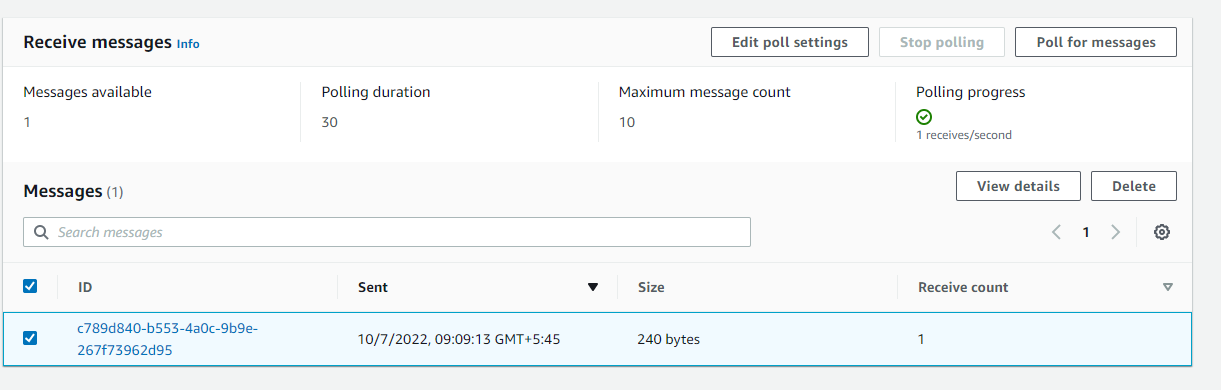 Receive messages Info
Edit poll settings
Stop polling
Poll for messages
Messages available
1
Polling duration
30
Maximum message count
10
Polling progress
1 receives/second
Messages (1)
View details
Delete
Search messages
1
ID
Sent
Size
Receive count
c789d840-b553-4a0c-9b9e-
267f73962d95
10/7/2022, 09:09:13 GMT+5:45
240 bytes
1